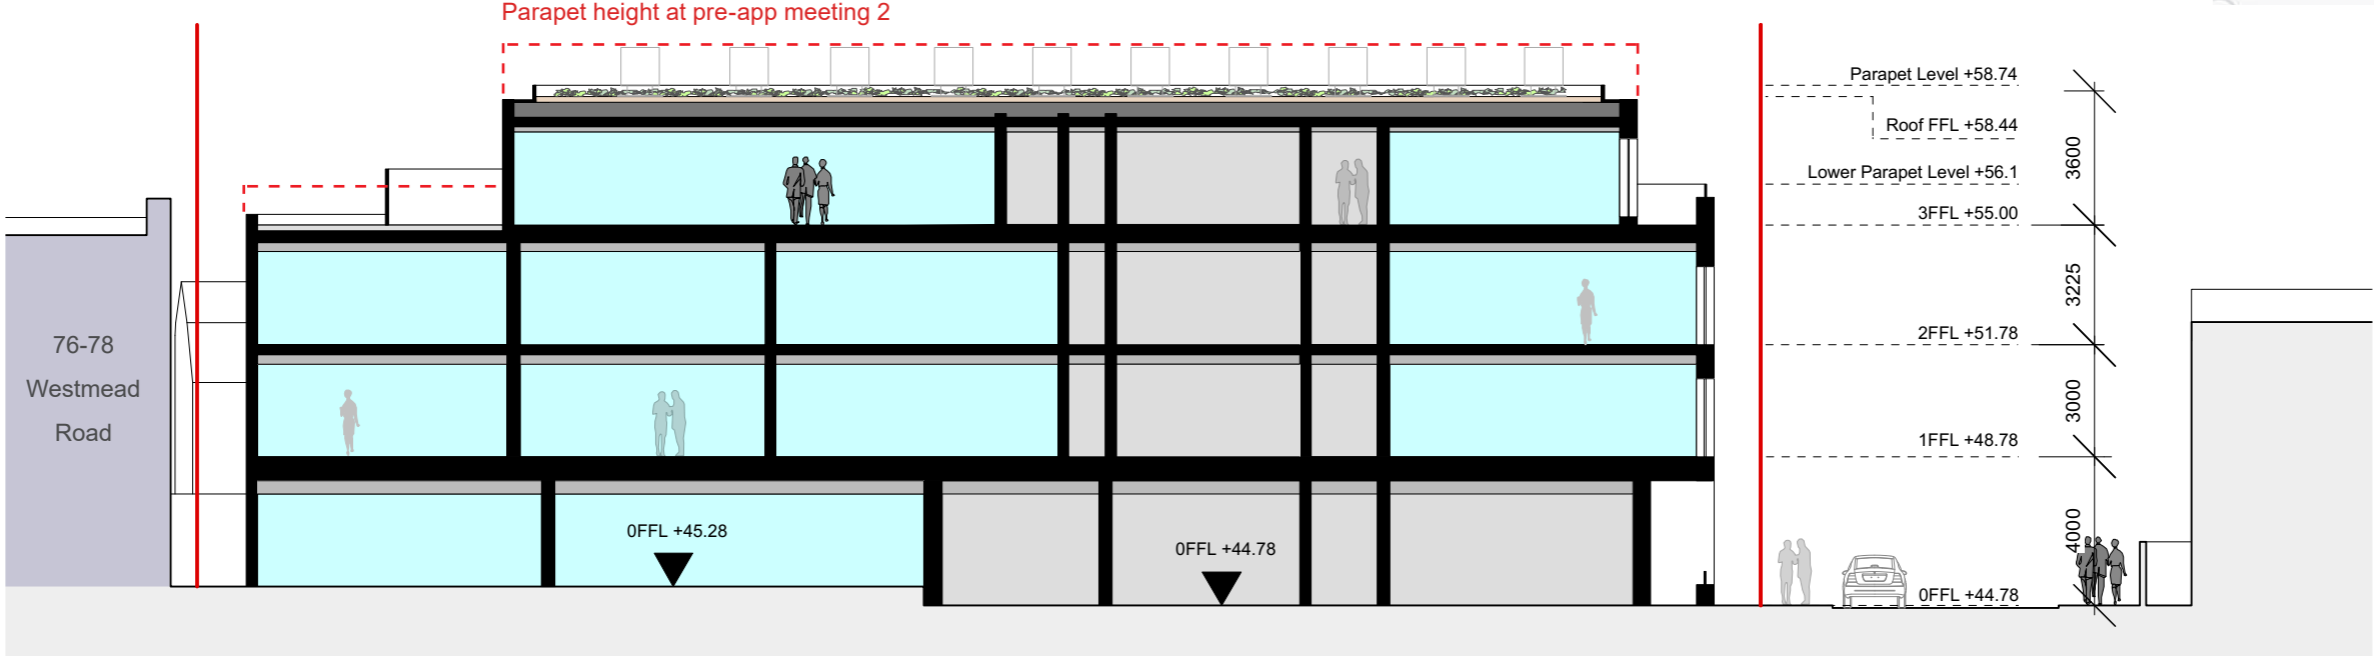 Parapet height at pre-app meeting 2
Parapet Level +58.74
Roof FFL +58.44
3600
Lower Parapet Level +56.1
3FFL +55.00
3225
2FFL +51.78
76-78
Westmead
Road
3000
1FFL +48.78
0FFL +45.28
0FFL +44.78
4000
0FFL +44.78